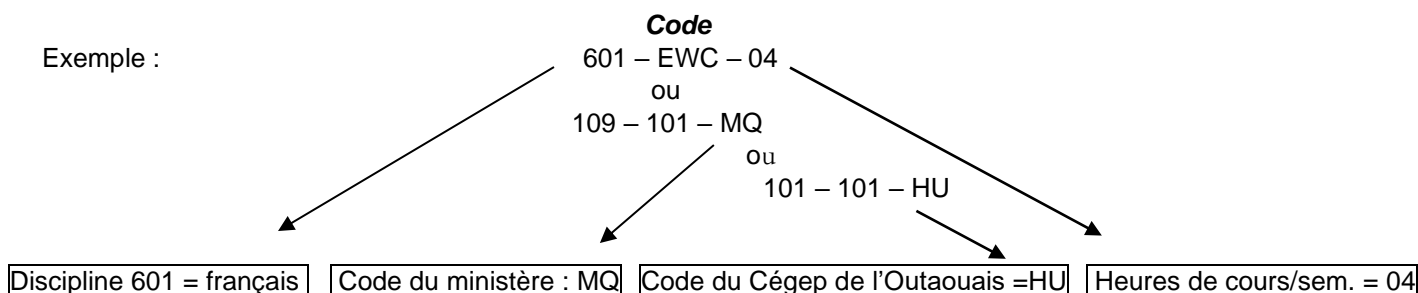 Code
Exemple : 601 – EWC – 04
ou
109 – 101 – MQ
ou
101 – 101 – HU
Discipline 601 = français Code du ministère : MQ Code du Cégep de l’Outaouais =HU Heures de cours/sem. = 04